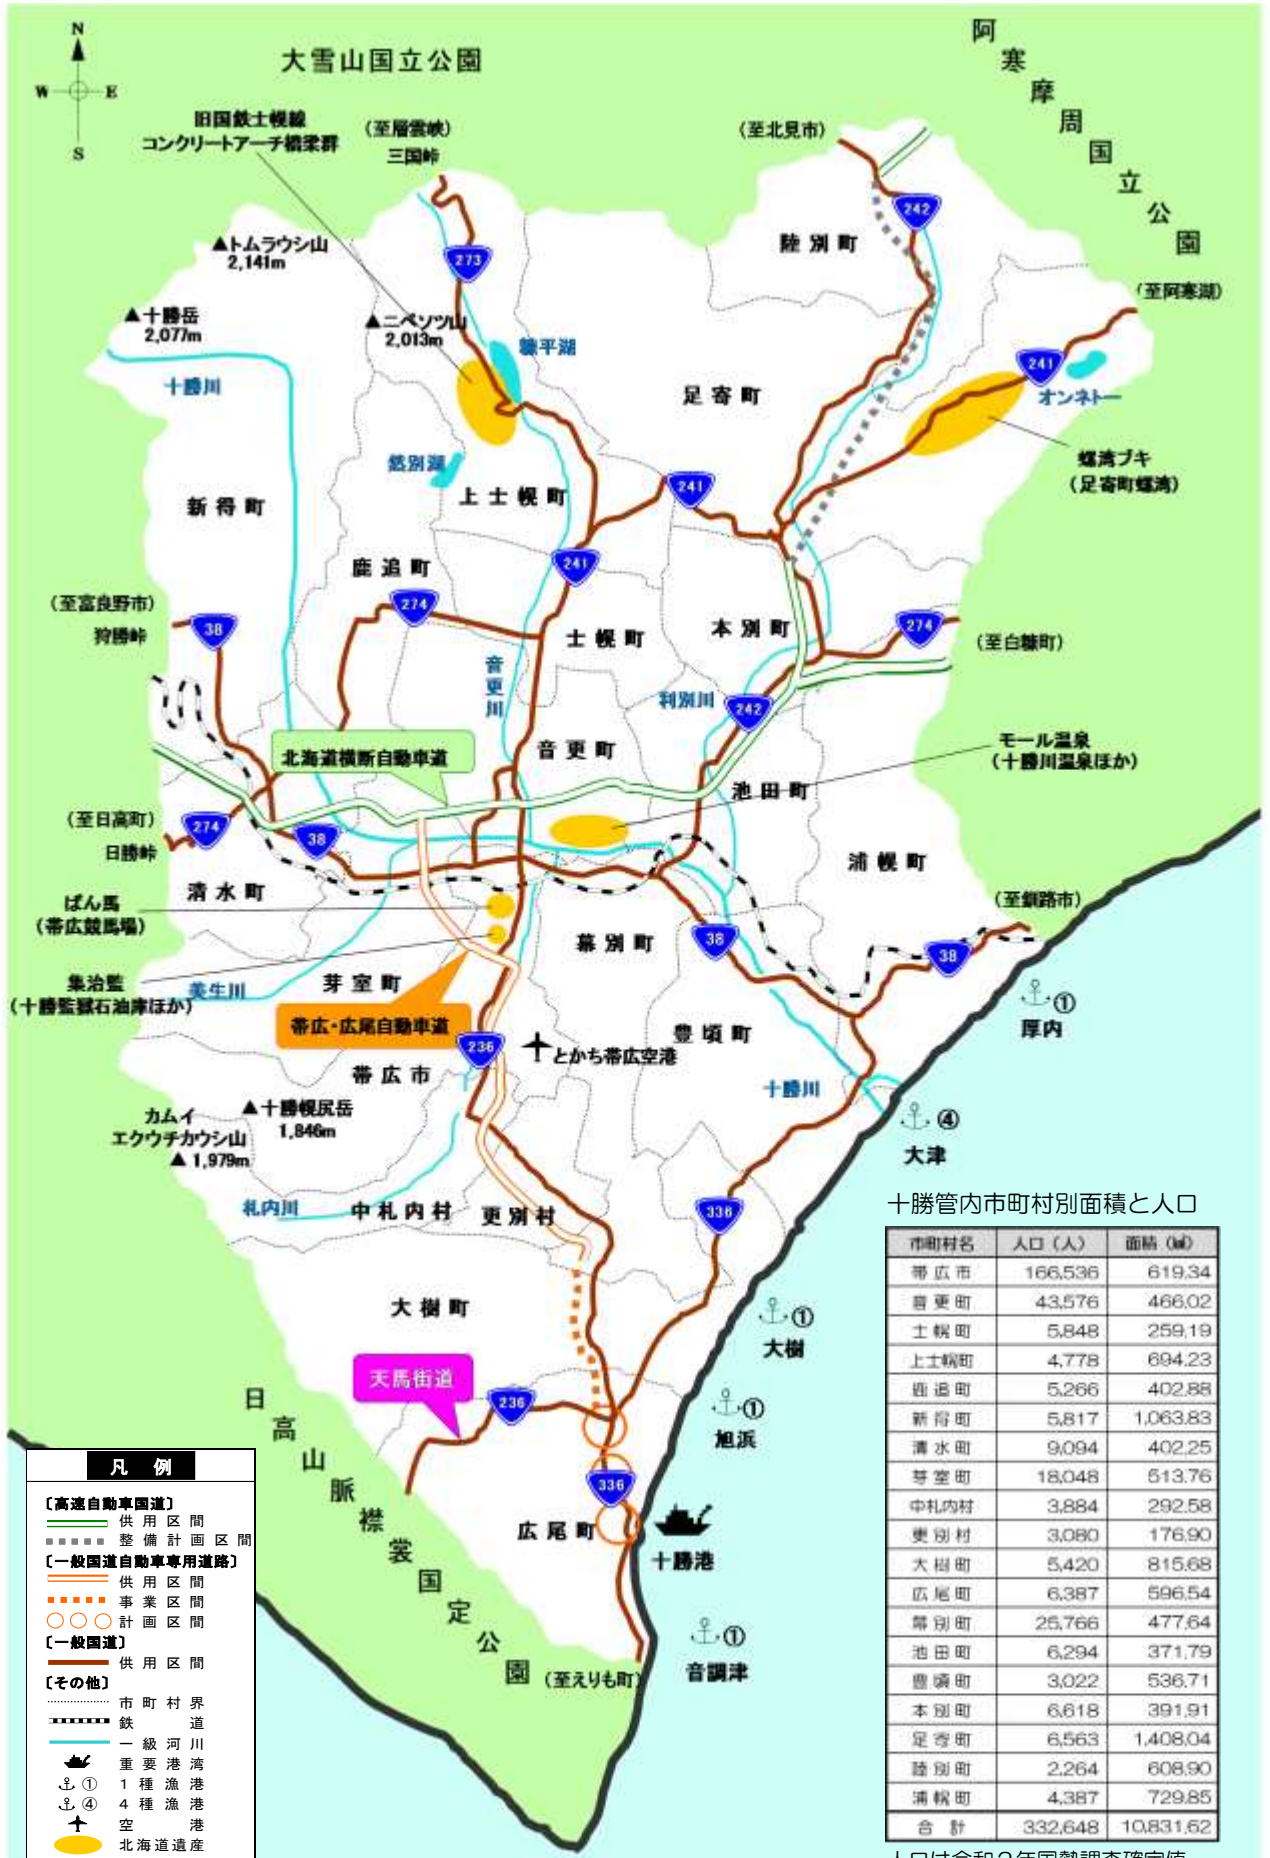 N
W
E
S
大雪山国立公園
阿寒摩周国立公園
旧国鉄士幌線
コンクリートアーチ橋梁群
(至層雲峡)
三国峠
(至北見市)
242
陸別町
▲トムラウシ山
2,141m
273
(至阿寒湖)
▲十勝岳
2,077m
▲ニペソツ山
2,013m
糠平湖
十勝川
241
オンネトー
足寄町
螺湾ブキ
(足寄町螺湾)
然別湖
上士幌町
241
新得町
鹿追町
241
(至富良野市)
狩勝峠
38
274
士幌町
本別町
274
(至白糠町)
音更川
利別川
242
北海道横断自動車道
音更町
モール温泉
(十勝川温泉ほか)
池田町
(至日高町)
日勝峠
274
38
浦幌町
清水町
ばん馬
(帯広競馬場)
(至釧路市)
幕別町
38
38
集治監
(十勝監獄石油庫ほか)
美生川
芽室町
①
厚内
帯広・広尾自動車道
豊頃町
236
とかち帯広空港
帯広市
十勝川
カムイ
エクウチカウシ山
▲ 1,979m
▲十勝幌尻岳
1,846m
④
大津
札内川
中札内村
更別村
336
大樹町
①
大樹
天馬街道
236
①
旭浜
日高山脈襟裳国定公園
336
広尾町
十勝港
①
音調津
(至えりも町)
十勝管内市町村別面積と人口
市町村名 人口（人） 面積（㎢）
帯広市 166,536 619.34
音更町 43,576 466.02
士幌町 5,848 259.19
上士幌町 4,778 694.23
鹿追町 5,266 402.88
新得町 5,817 1,063.83
清水町 9,094 402.25
芽室町 18,048 513.76
中札内村 3,884 292.58
更別村 3,080 176.90
大樹町 5,420 815.68
広尾町 6,387 596.54
幕別町 25,766 477.64
池田町 6,294 371.79
豊頃町 3,022 536.71
本別町 6,618 391.91
足寄町 6,563 1,408.04
陸別町 2,264 608.90
浦幌町 4,387 729.85
合計 332,648 10,831.62
凡例
〔高速自動車国道〕
供用区間
整備計画区間
〔一般国道自動車専用道路〕
供用区間
事業区間
計画区間
〔一般国道〕
供用区間
〔その他〕
市町村界
鉄道
一級河川
重要港湾
① 1種漁港
④ 4種漁港
空港
北海道遺産